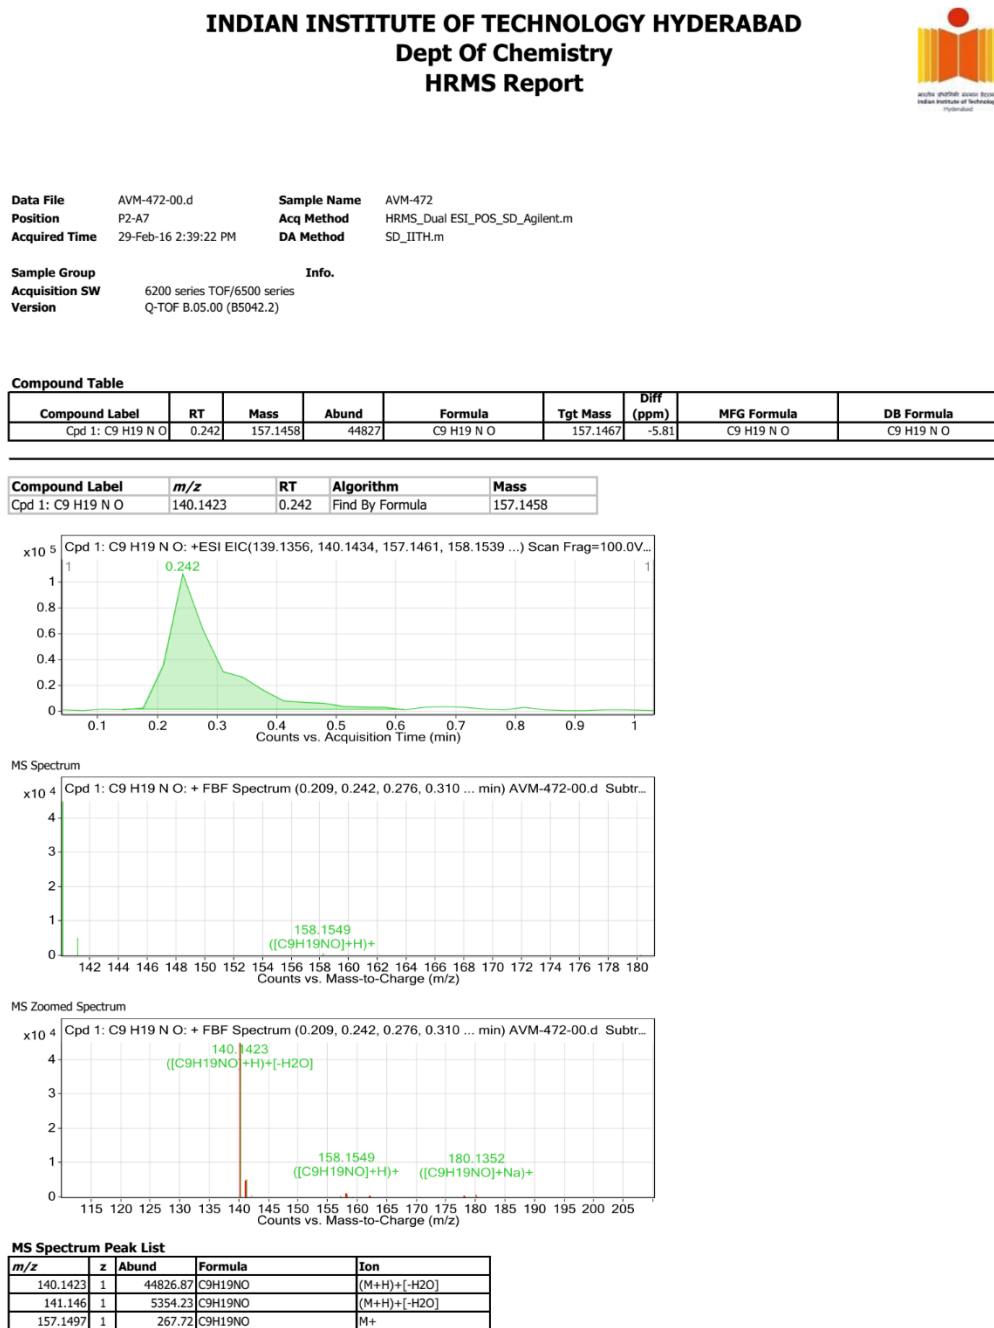 INDIAN INSTITUTE OF TECHNOLOGY HYDERABAD
Dept Of Chemistry
HRMS Report
Indian Institute of Technology
Hyderabad
Data File AVM-472-00.d Sample Name AVM-472
Position P2-A7 Acq Method HRMS_Dual ESI_POS_SD_Agilent.m
Acquired Time 29-Feb-16 2:39:22 PM DA Method SD_IITH.m
Sample Group Info.
Acquisition SW 6200 series TOF/6500 series
Version Q-TOF B.05.00 (B5042.2)
Compound Table
Compound Label RT Mass Abund Formula Tgt Mass Diff (ppm) MFG Formula DB Formula
Cpd 1: C9 H19 N O 0.242 157.1458 44827 C9 H19 N O 157.1467 -5.81 C9 H19 N O C9 H19 N O
Compound Label m/z RT Algorithm Mass
Cpd 1: C9 H19 N O 140.1423 0.242 Find By Formula 157.1458
x10 5 Cpd 1: C9 H19 N O: +ESI EIC(139.1356, 140.1434, 157.1461, 158.1539 ...) Scan Frag=100.0V...
1 0.242 1
1
0.8
0.6
0.4
0.2
0
0.1 0.2 0.3 0.4 0.5 0.6 0.7 0.8 0.9 1
Counts vs. Acquisition Time (min)
MS Spectrum
x10 4 Cpd 1: C9 H19 N O: + FBF Spectrum (0.209, 0.242, 0.276, 0.310 ... min) AVM-472-00.d Subtr...
4
3
2
1
158.1549
([C9H19NO]+H)+
0
142 144 146 148 150 152 154 156 158 160 162 164 166 168 170 172 174 176 178 180
Counts vs. Mass-to-Charge (m/z)
MS Zoomed Spectrum
x10 4 Cpd 1: C9 H19 N O: + FBF Spectrum (0.209, 0.242, 0.276, 0.310 ... min) AVM-472-00.d Subtr...
140.1423
4 ([C9H19NO]+H)+[-H2O]
3
2
158.1549 180.1352
1 ([C9H19NO]+H)+ ([C9H19NO]+Na)+
0
115 120 125 130 135 140 145 150 155 160 165 170 175 180 185 190 195 200 205
Counts vs. Mass-to-Charge (m/z)
MS Spectrum Peak List
m/z z Abund Formula Ion
140.1423 1 44826.87 C9H19NO (M+H)+[-H2O]
141.146 1 5354.23 C9H19NO (M+H)+[-H2O]
157.1497 1 267.72 C9H19NO M+